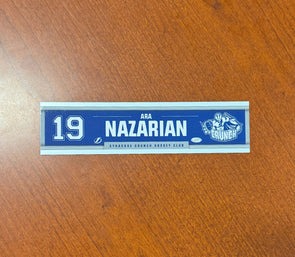 19
ARA
NAZARIAN
SYRACUSE CRUNCH HOCKEY CLUB
CRUNCH